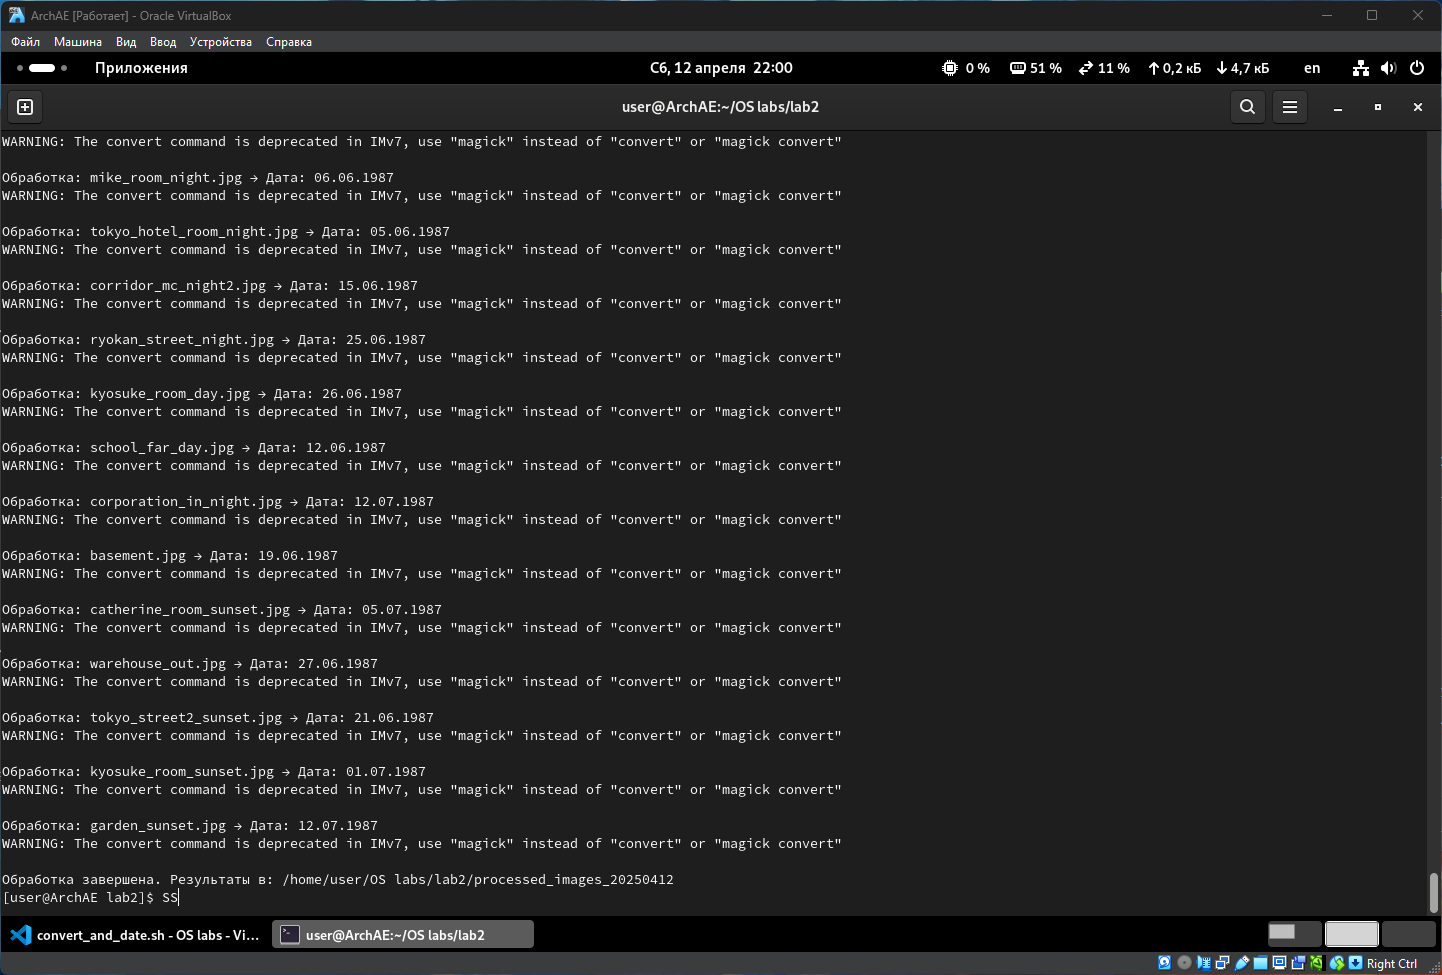 ArchAE [Работает] - Oracle VirtualBox
Файл Машина Вид Ввод Устройства Справка
Приложения Сб, 12 апреля 22:00 0 % 51 % 11 % 0,2 кБ 4,7 кБ en
user@ArchAE:~/OS labs/lab2
WARNING: The convert command is deprecated in IMv7, use "magick" instead of "convert" or "magick convert"
Обработка: mike_room_night.jpg → Дата: 06.06.1987
WARNING: The convert command is deprecated in IMv7, use "magick" instead of "convert" or "magick convert"
Обработка: tokyo_hotel_room_night.jpg → Дата: 05.06.1987
WARNING: The convert command is deprecated in IMv7, use "magick" instead of "convert" or "magick convert"
Обработка: corridor_mc_night2.jpg → Дата: 15.06.1987
WARNING: The convert command is deprecated in IMv7, use "magick" instead of "convert" or "magick convert"
Обработка: ryokan_street_night.jpg → Дата: 25.06.1987
WARNING: The convert command is deprecated in IMv7, use "magick" instead of "convert" or "magick convert"
Обработка: kyosuke_room_day.jpg → Дата: 26.06.1987
WARNING: The convert command is deprecated in IMv7, use "magick" instead of "convert" or "magick convert"
Обработка: school_far_day.jpg → Дата: 12.06.1987
WARNING: The convert command is deprecated in IMv7, use "magick" instead of "convert" or "magick convert"
Обработка: corporation_in_night.jpg → Дата: 12.07.1987
WARNING: The convert command is deprecated in IMv7, use "magick" instead of "convert" or "magick convert"
Обработка: basement.jpg → Дата: 19.06.1987
WARNING: The convert command is deprecated in IMv7, use "magick" instead of "convert" or "magick convert"
Обработка: catherine_room_sunset.jpg → Дата: 05.07.1987
WARNING: The convert command is deprecated in IMv7, use "magick" instead of "convert" or "magick convert"
Обработка: warehouse_out.jpg → Дата: 27.06.1987
WARNING: The convert command is deprecated in IMv7, use "magick" instead of "convert" or "magick convert"
Обработка: tokyo_street2_sunset.jpg → Дата: 21.06.1987
WARNING: The convert command is deprecated in IMv7, use "magick" instead of "convert" or "magick convert"
Обработка: kyosuke_room_sunset.jpg → Дата: 01.07.1987
WARNING: The convert command is deprecated in IMv7, use "magick" instead of "convert" or "magick convert"
Обработка: garden_sunset.jpg → Дата: 12.07.1987
WARNING: The convert command is deprecated in IMv7, use "magick" instead of "convert" or "magick convert"
Обработка завершена. Результаты в: /home/user/OS labs/lab2/processed_images_20250412
[user@ArchAE lab2]$ SS
convert_and_date.sh - OS labs - Vi... user@ArchAE:~/OS labs/lab2
Right Ctrl